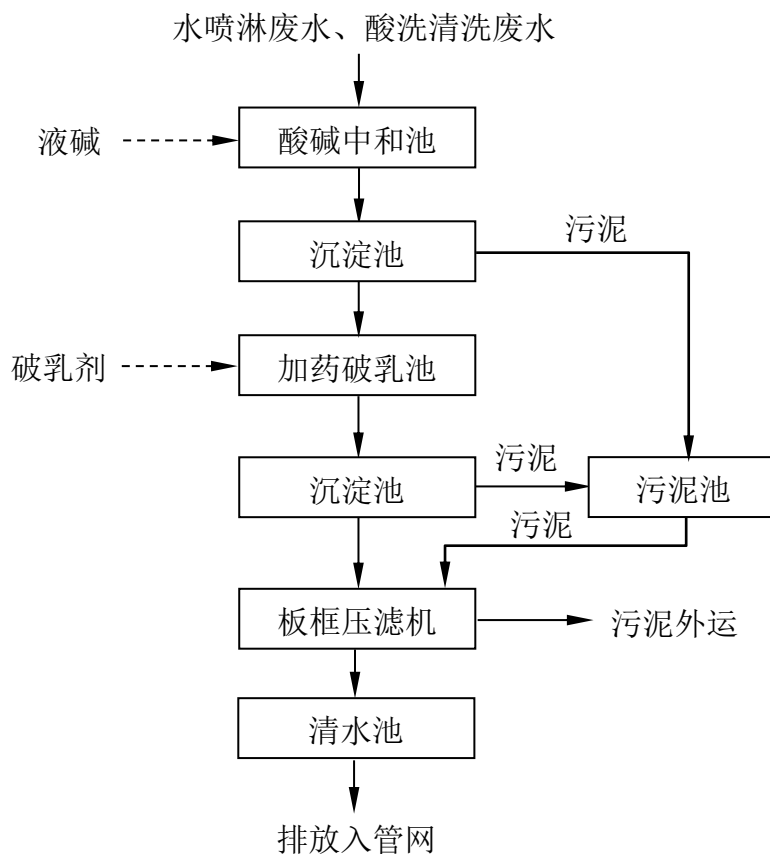 水喷淋废水、酸洗清洗废水
液碱
酸碱中和池
污泥
沉淀池
破乳剂
加药破乳池
污泥
沉淀池
污泥池
污泥
板框压滤机
污泥外运
清水池
排放入管网